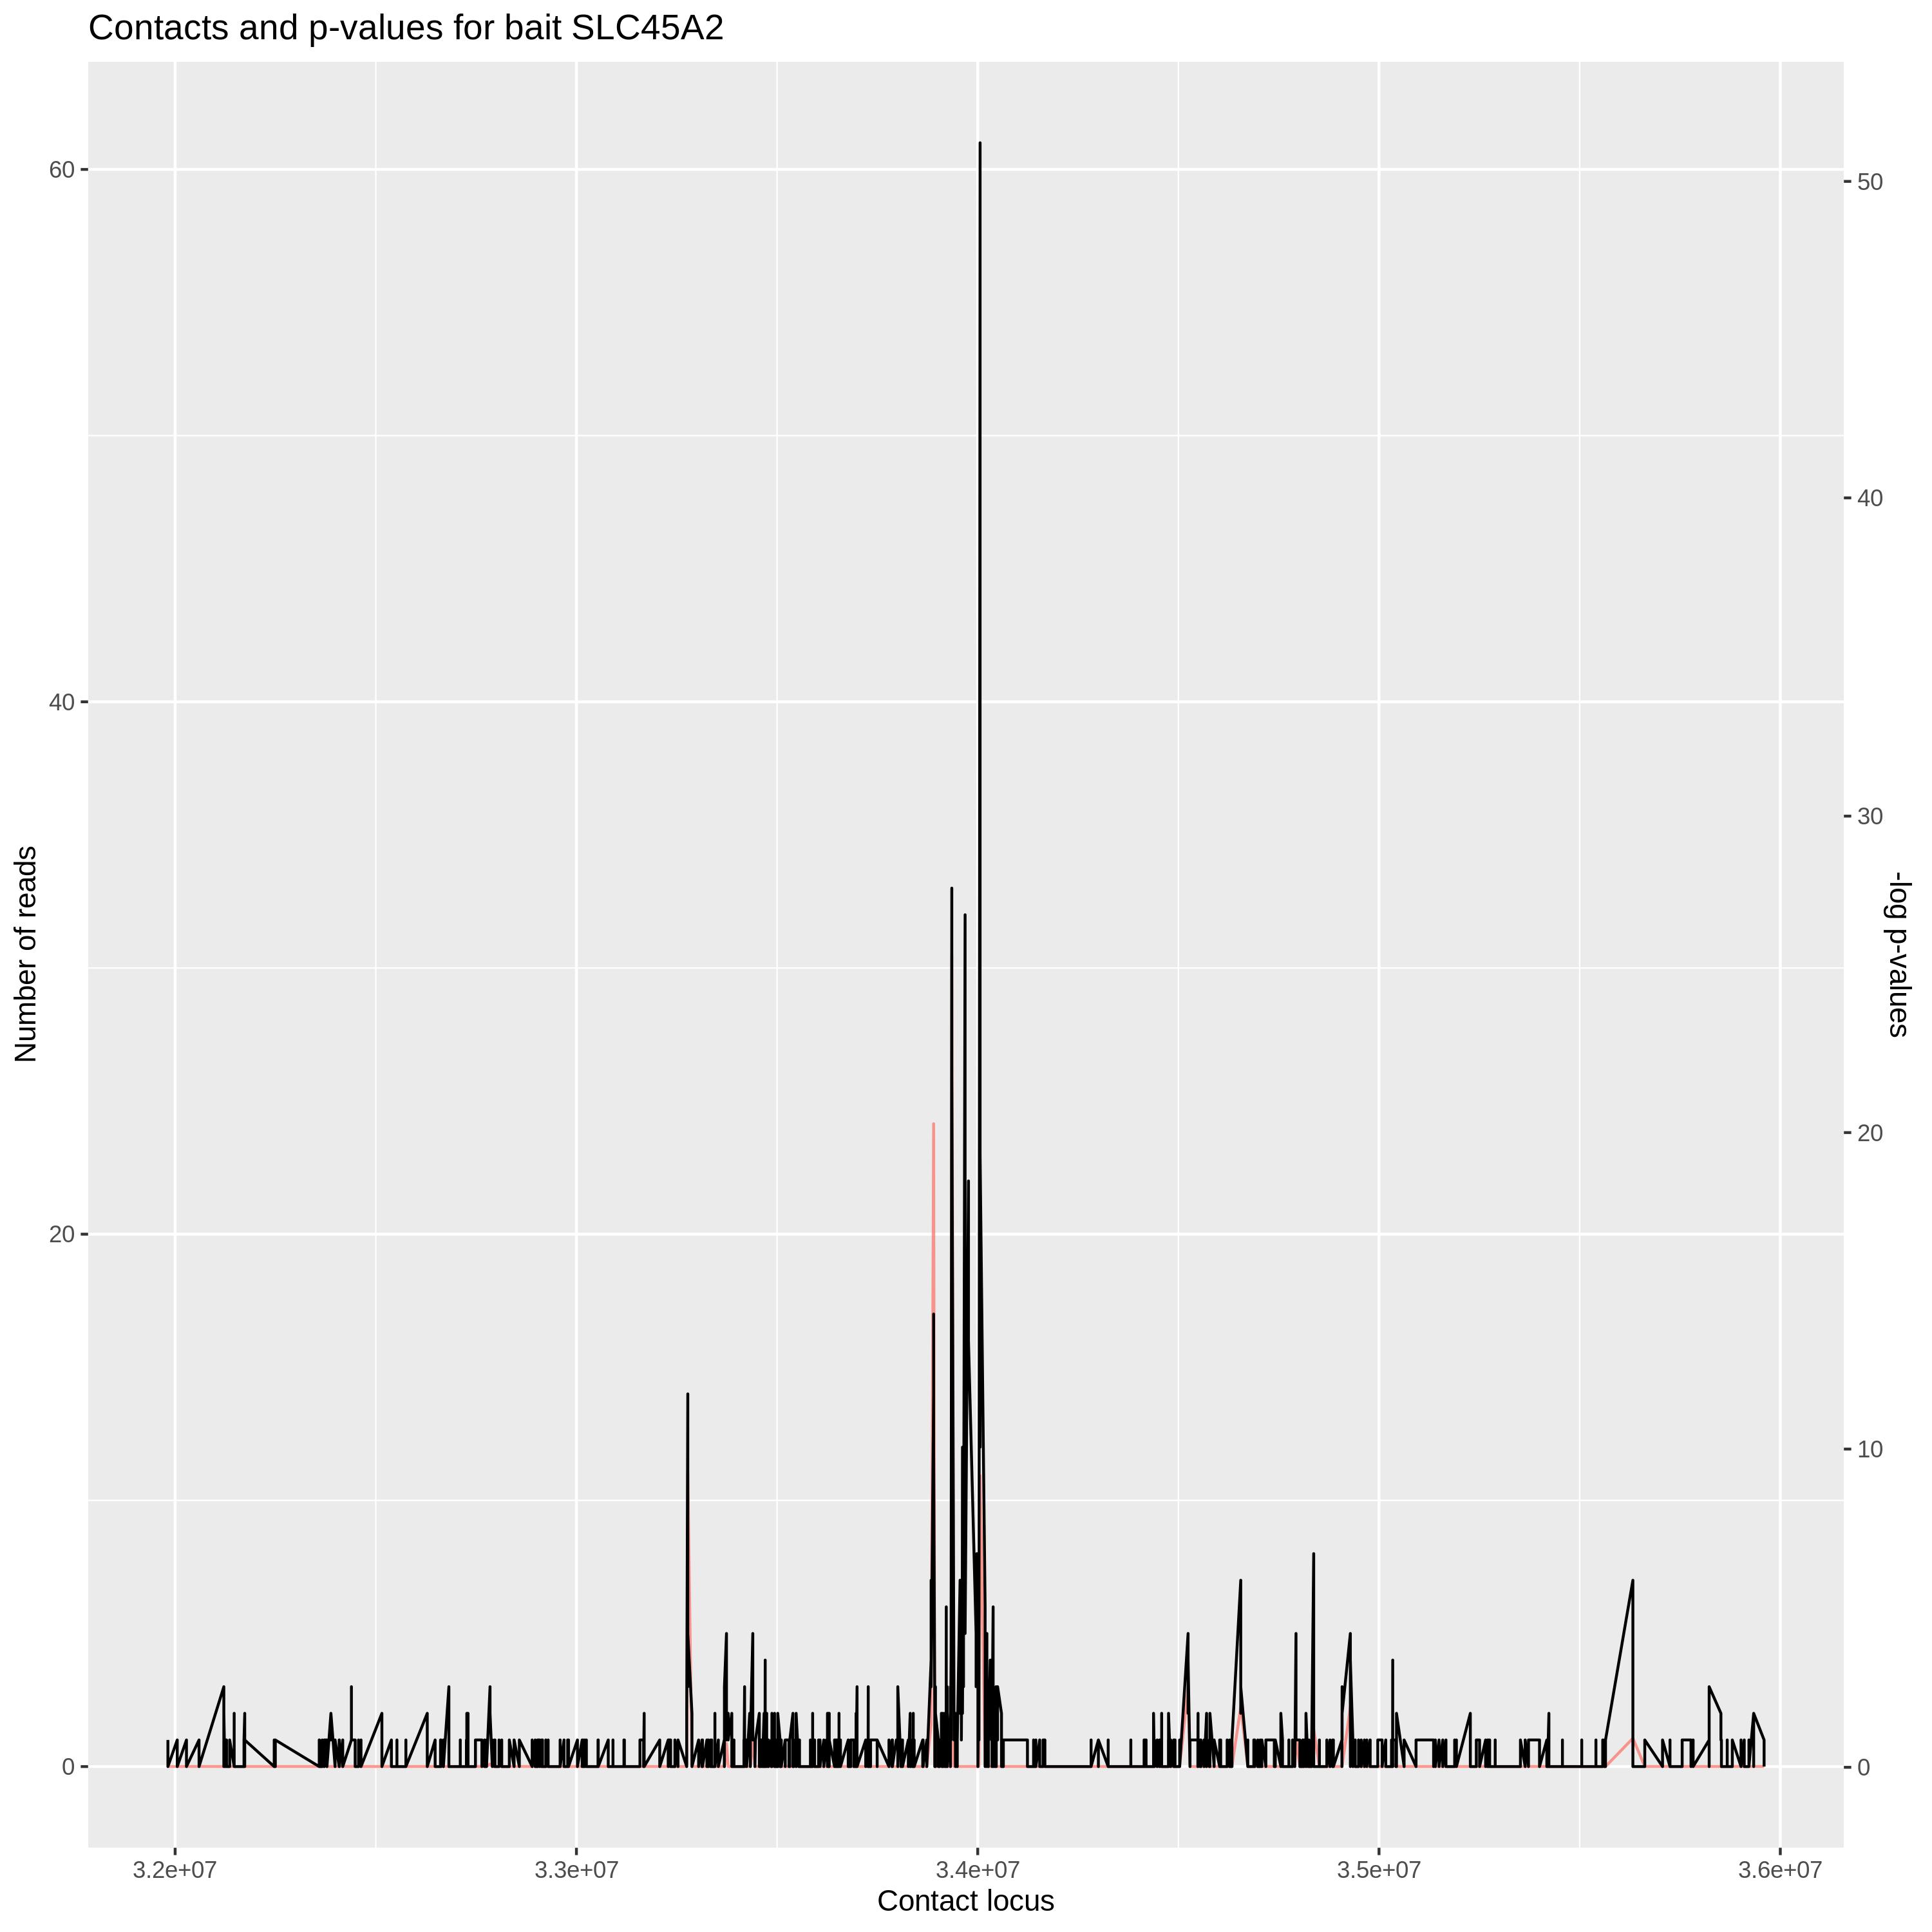 Contacts and p-values for bait SLC45A2
60
40
20
0
Number of reads
50
40
30
20
10
0
-log p-values
3.2e+07 3.3e+07 3.4e+07 3.5e+07 3.6e+07
Contact locus